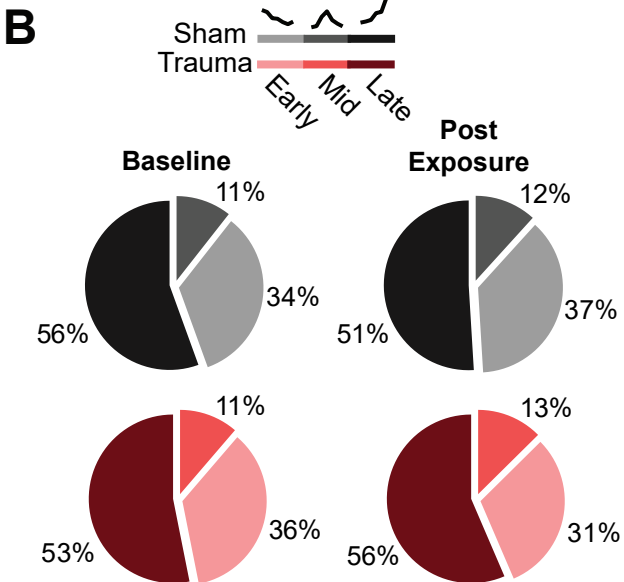 B
Sham
Trauma
Early
Mid
Late
Baseline
Post
Exposure
11%
34%
56%
12%
37%
51%
11%
36%
53%
13%
31%
56%